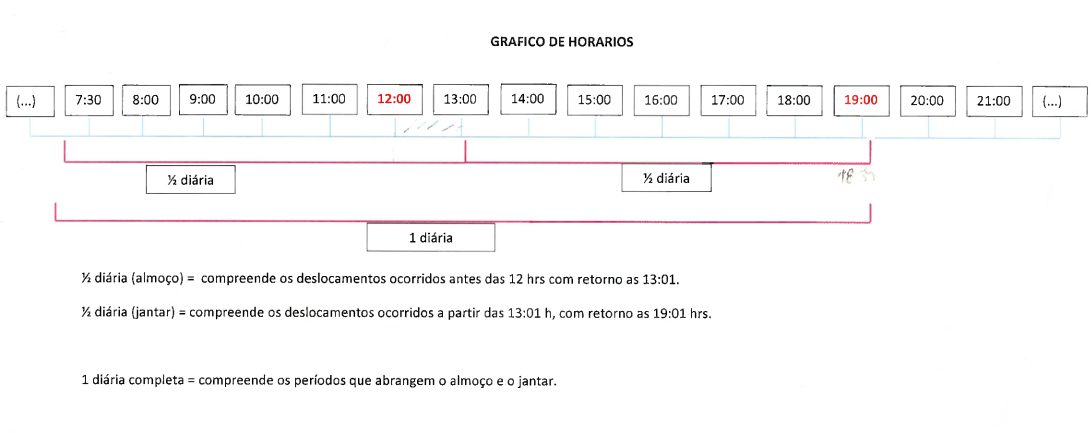 GRAFICO DE HORARIOS
(...) 7:30 8:00 9:00 10:00 11:00 12:00 13:00 14:00 15:00 16:00 17:00 18:00 19:00 20:00 21:00 (...)
½ diária ½ diária
1 diária
½ diária (almoço) = compreende os deslocamentos ocorridos antes das 12 hrs com retorno as 13:01.
½ diária (jantar) = compreende os deslocamentos ocorridos a partir das 13:01 h, com retorno as 19:01 hrs.
1 diária completa = compreende os períodos que abrangem o almoço e o jantar.